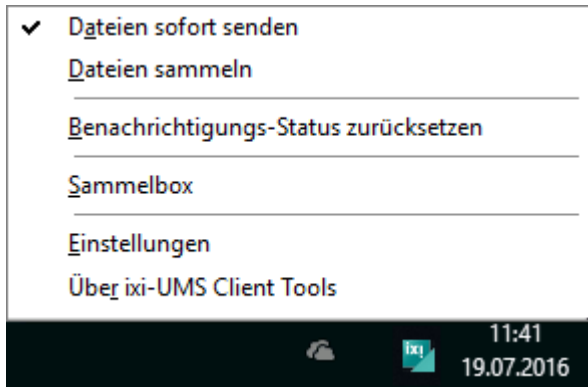 Dateien sofort senden
Dateien sammeln
Benachrichtigungs-Status zurücksetzen
Sammelbox
Einstellungen
Über ixi-UMS Client Tools
ixi
11:41
19.07.2016